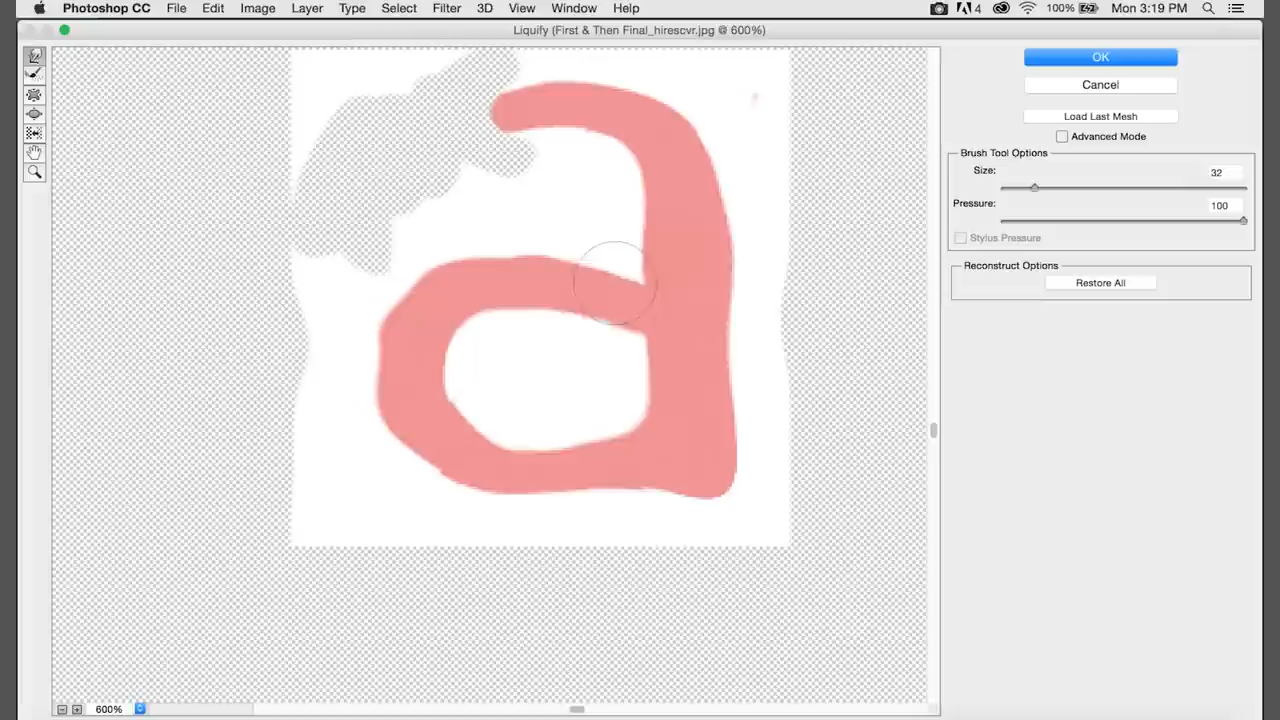 Photoshop CC File Edit Image Layer Type Select Filter 3D View Window Help 4 100% Mon 3:19 PM
Liquify (First & Then Final_hirescvr.jpg @ 600%)
OK
Cancel
Load Last Mesh
Advanced Mode
Brush Tool Options
Size: 32
Pressure: 100
Stylus Pressure
Reconstruct Options
Restore All
a
600%